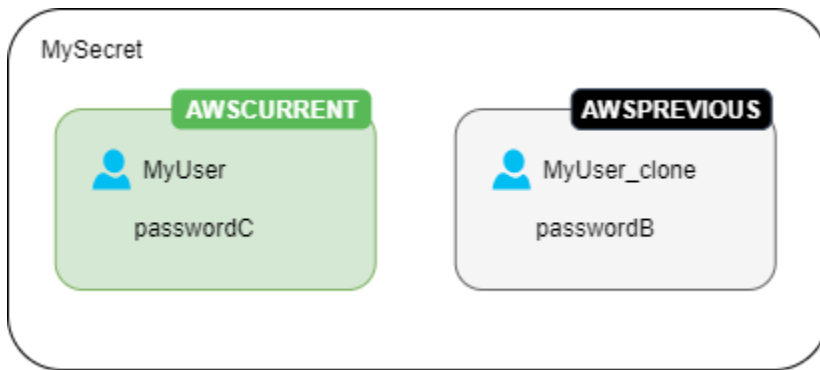 MySecret
AWSCURRENT
MyUser
passwordC
AWSPREVIOUS
MyUser_clone
passwordB